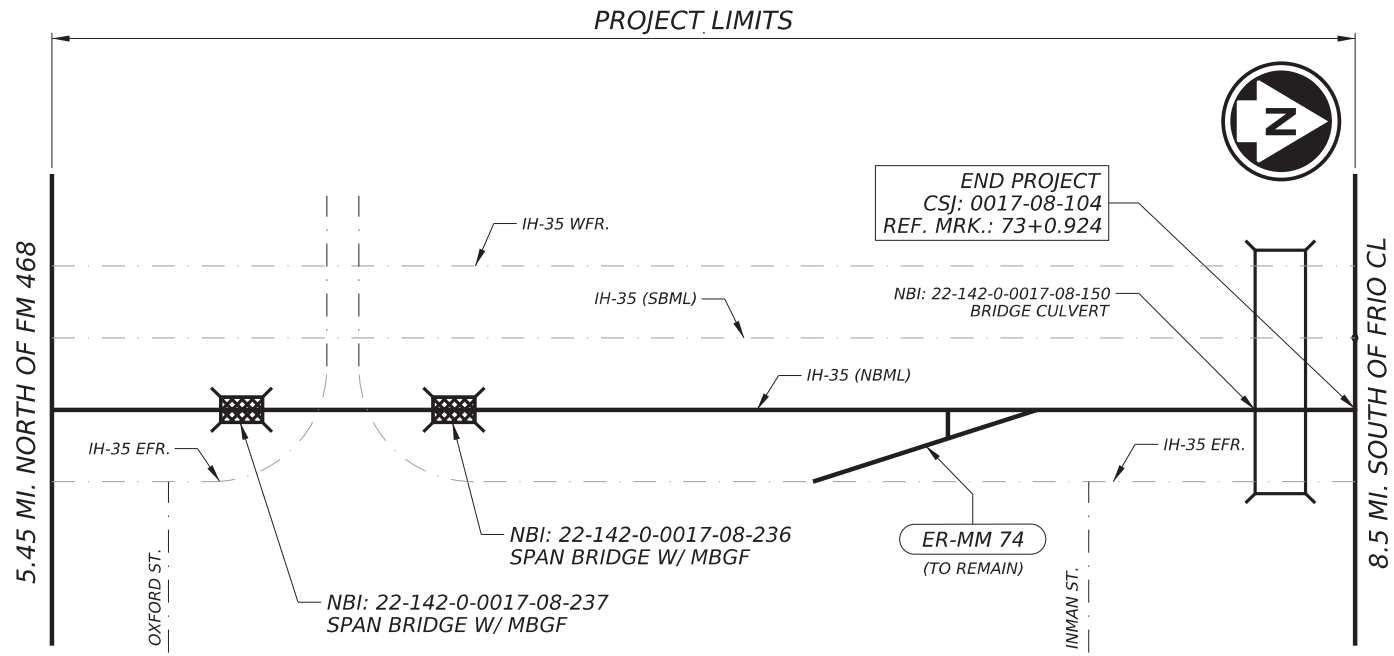 PROJECT LIMITS
N
END PROJECT
CSJ: 0017-08-104
REF. MRK.: 73+0.924
IH-35 WFR.
IH-35 (SBML)
NBI: 22-142-0-0017-08-150
BRIDGE CULVERT
5.45 MI. NORTH OF FM 468
8.5 MI. SOUTH OF FRIO CL
IH-35 (NBML)
IH-35 EFR.
IH-35 EFR.
NBI: 22-142-0-0017-08-236
SPAN BRIDGE W/ MBGF
ER-MM 74
(TO REMAIN)
OXFORD ST.
NBI: 22-142-0-0017-08-237
SPAN BRIDGE W/ MBGF
INMAN ST.